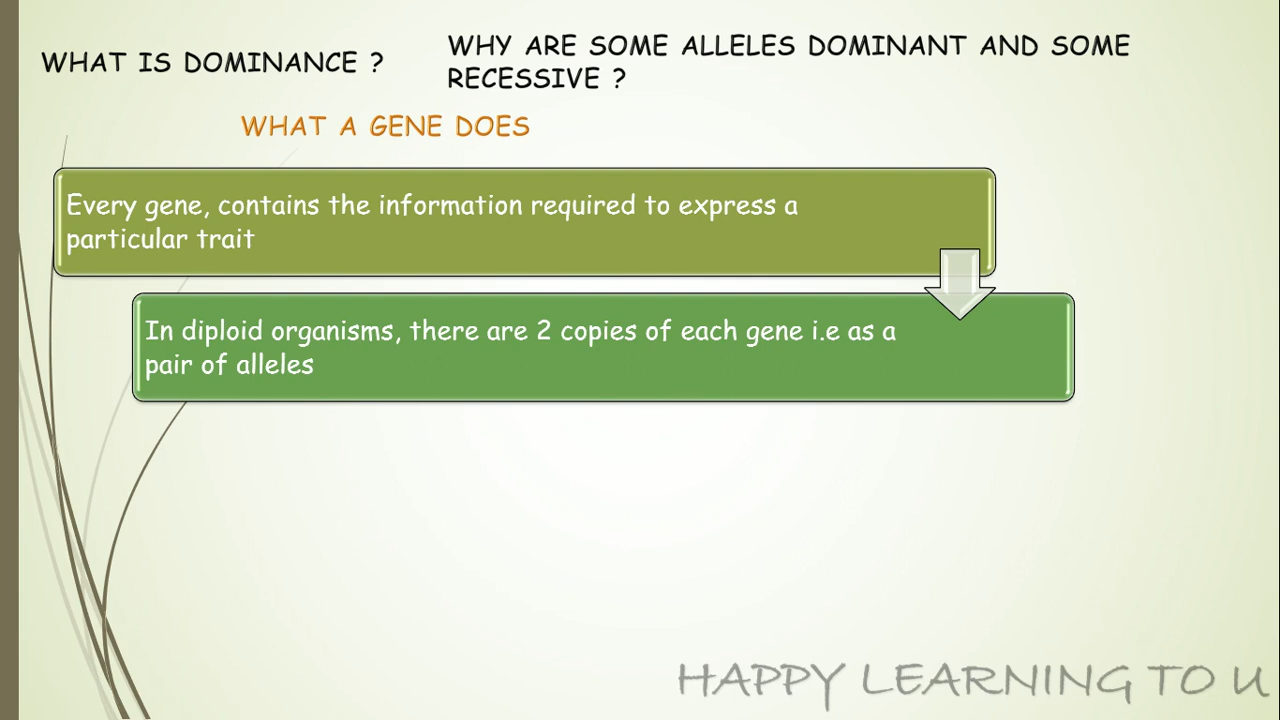 WHAT IS DOMINANCE ?
WHY ARE SOME ALLELES DOMINANT AND SOME
RECESSIVE ?
WHAT A GENE DOES
Every gene, contains the information required to express a
particular trait
In diploid organisms, there are 2 copies of each gene i.e as a
pair of alleles
HAPPY LEARNING TO U